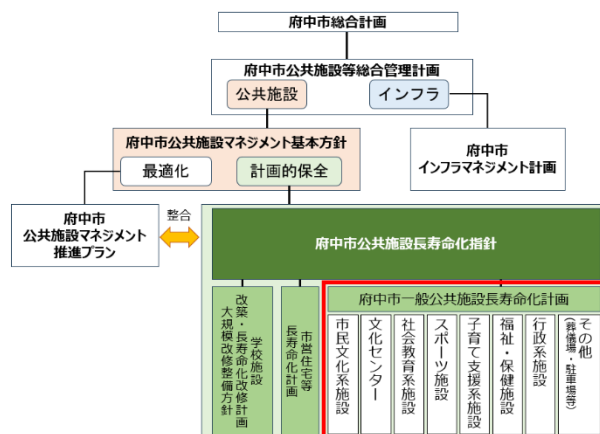 府中市総合計画
府中市公共施設等総合管理計画
公共施設
インフラ
府中市公共施設マネジメント基本方針
最適化
計画的保全
府中市
インフラマネジメント計画
府中市
公共施設マネジメント
推進プラン
整合
府中市公共施設長寿命化指針
学校施設
改築・長寿命化改修計画
大規模改修整備方針
市営住宅等
長寿命化計画
府中市一般公共施設長寿命化計画
市民文化系施設
文化センター
社会教育系施設
スポーツ施設
子育て支援系施設
福祉・保健施設
行政系施設
その他
(葬儀場・駐車場等)